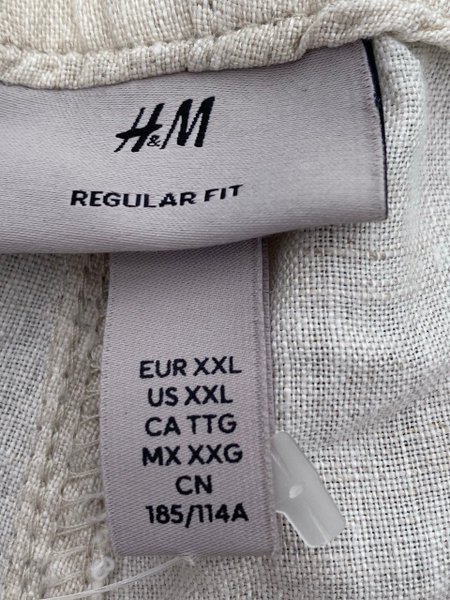 H&M
REGULAR FIT
EUR XXL
US XXL
CA TTG
MX XXG
CN
185/114A